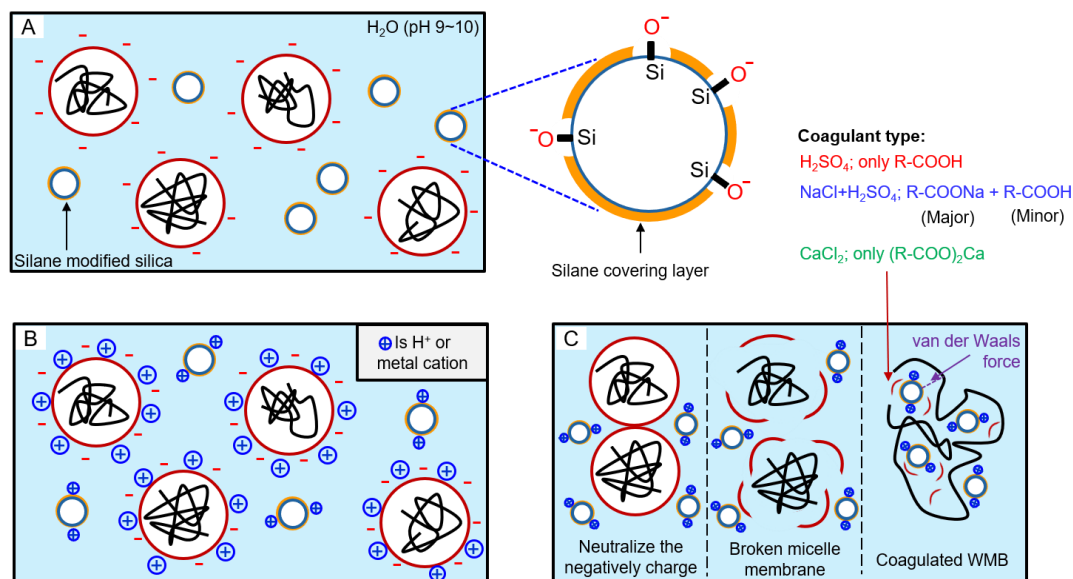 A
H₂O (pH 9~10)
Silane modified silica
O⁻
Si
O⁻
Si
O⁻
Si
Si
O⁻
Silane covering layer
Coagulant type:
H₂SO₄; only R-COOH
NaCl+H₂SO₄; R-COONa + R-COOH
(Major) (Minor)
CaCl₂; only (R-COO)₂Ca
B
⊕ Is H⁺ or
metal cation
C
van der Waals
force
Neutralize the
negatively charge
Broken micelle
membrane
Coagulated WMB